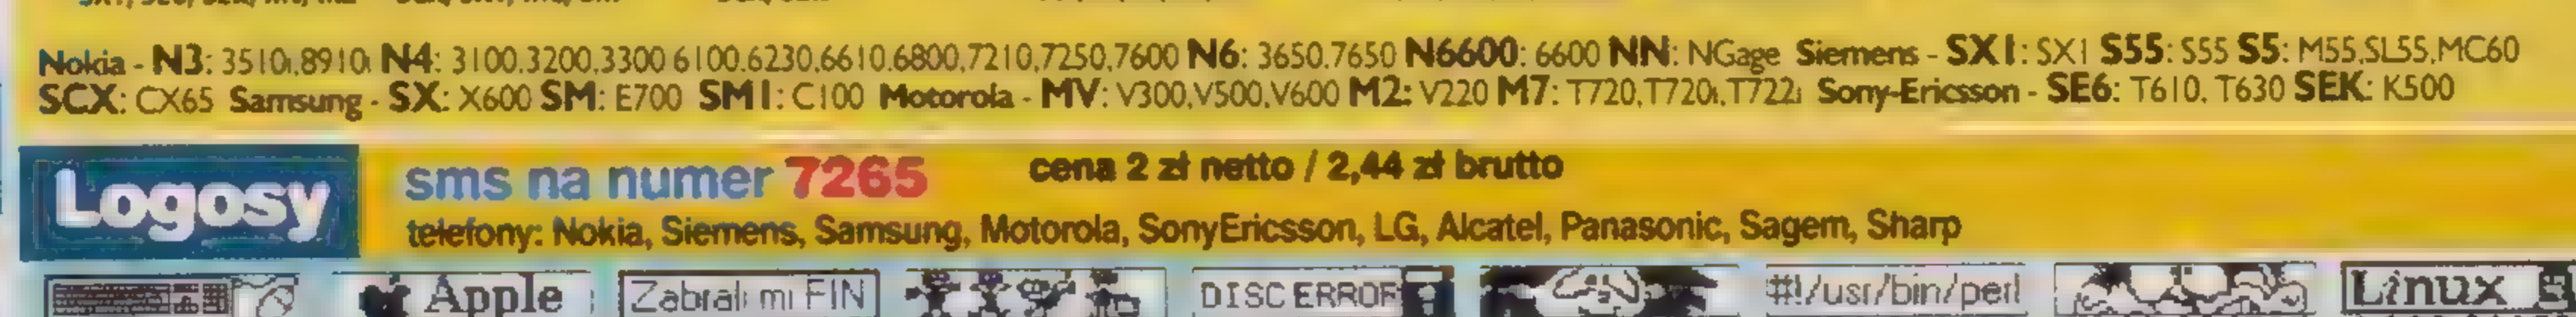 Nokia - N3: 3510i,8910i N4: 3100,3200,3300 6100,6230,6610,6800,7210,7250,7600 N6: 3650,7650 N6600: 6600 NN: NGage Siemens - SX1: SX1 S55: S55 S5: M55,SL55,MC60
SCX: CX65 Samsung - SX: X600 SM: E700 SM1: C100 Motorola - MV: V300,V500,V600 M2: V220 M7: T720,T720i,T722i Sony-Ericsson - SE6: T610, T630 SEK: K500
Logosy
sms na numer 7265
cena 2 zł netto / 2,44 zł brutto
telefony: Nokia, Siemens, Samsung, Motorola, SonyEricsson, LG, Alcatel, Panasonic, Sagem, Sharp
Apple
Zabrali mi FIN
DISC ERROR
#!/usr/bin/perl
Linux